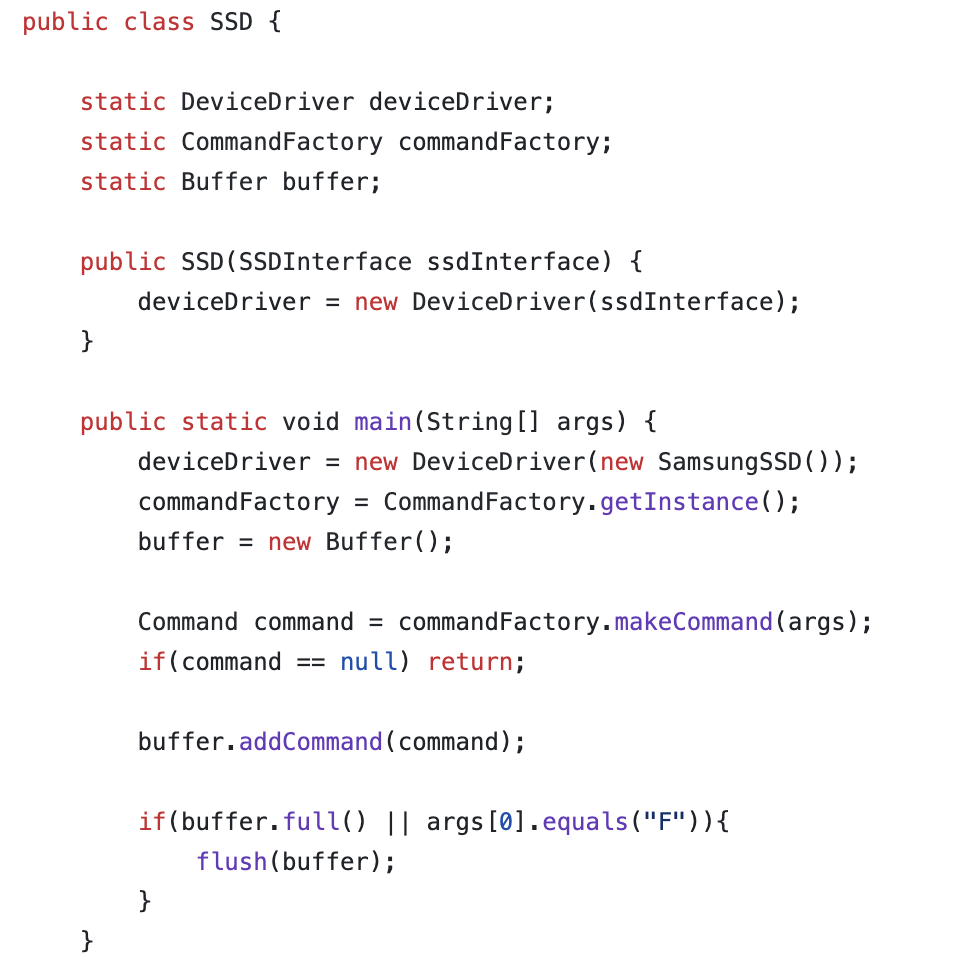 public class SSD {
static DeviceDriver deviceDriver;
static CommandFactory commandFactory;
static Buffer buffer;
public SSD(SSDInterface ssdInterface) {
deviceDriver = new DeviceDriver(ssdInterface);
}
public static void main(String[] args) {
deviceDriver = new DeviceDriver(new SamsungSSD());
commandFactory = CommandFactory.getInstance();
buffer = new Buffer();
Command command = commandFactory.makeCommand(args);
if(command == null) return;
buffer.addCommand(command);
if(buffer.full() || args[0].equals("F")){
flush(buffer);
}
}